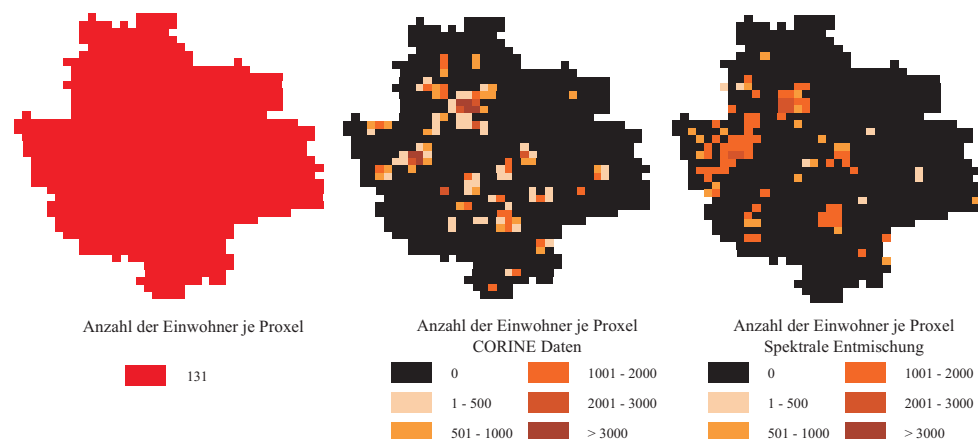 Anzahl der Einwohner je Proxel
131
Anzahl der Einwohner je Proxel
CORINE Daten
0
1001 - 2000
1 - 500
2001 - 3000
501 - 1000
> 3000
Anzahl der Einwohner je Proxel
Spektrale Entmischung
0
1001 - 2000
1 - 500
2001 - 3000
501 - 1000
> 3000